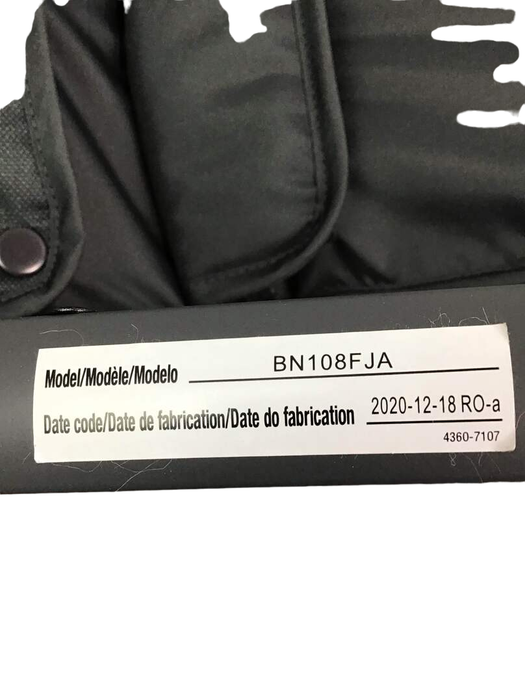 Model/Modèle/Modelo BN108FJA
Date code/Date de fabrication/Date do fabrication 2020-12-18 RO-a
4360-7107